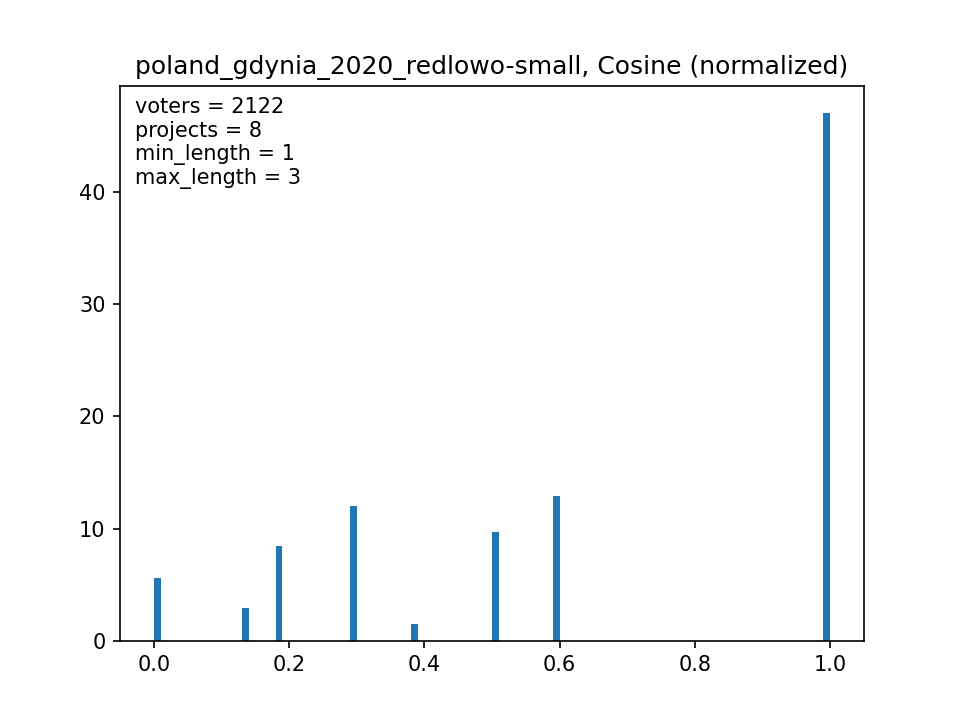 poland_gdynia_2020_redlowo-small, Cosine (normalized)
voters = 2122
projects = 8
min_length = 1
max_length = 3
40
30
20
10
0
0.0 0.2 0.4 0.6 0.8 1.0